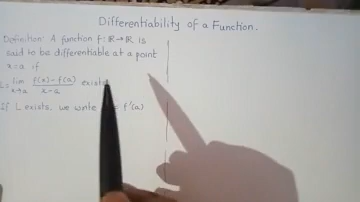 Differentiability of a Function.
Definition: A function f: ℝ→ℝ is
said to be differentiable at a point
x=a if
L= lim x→a f(x)-f(a) / x-a exists
If L exists, we write = f'(a)